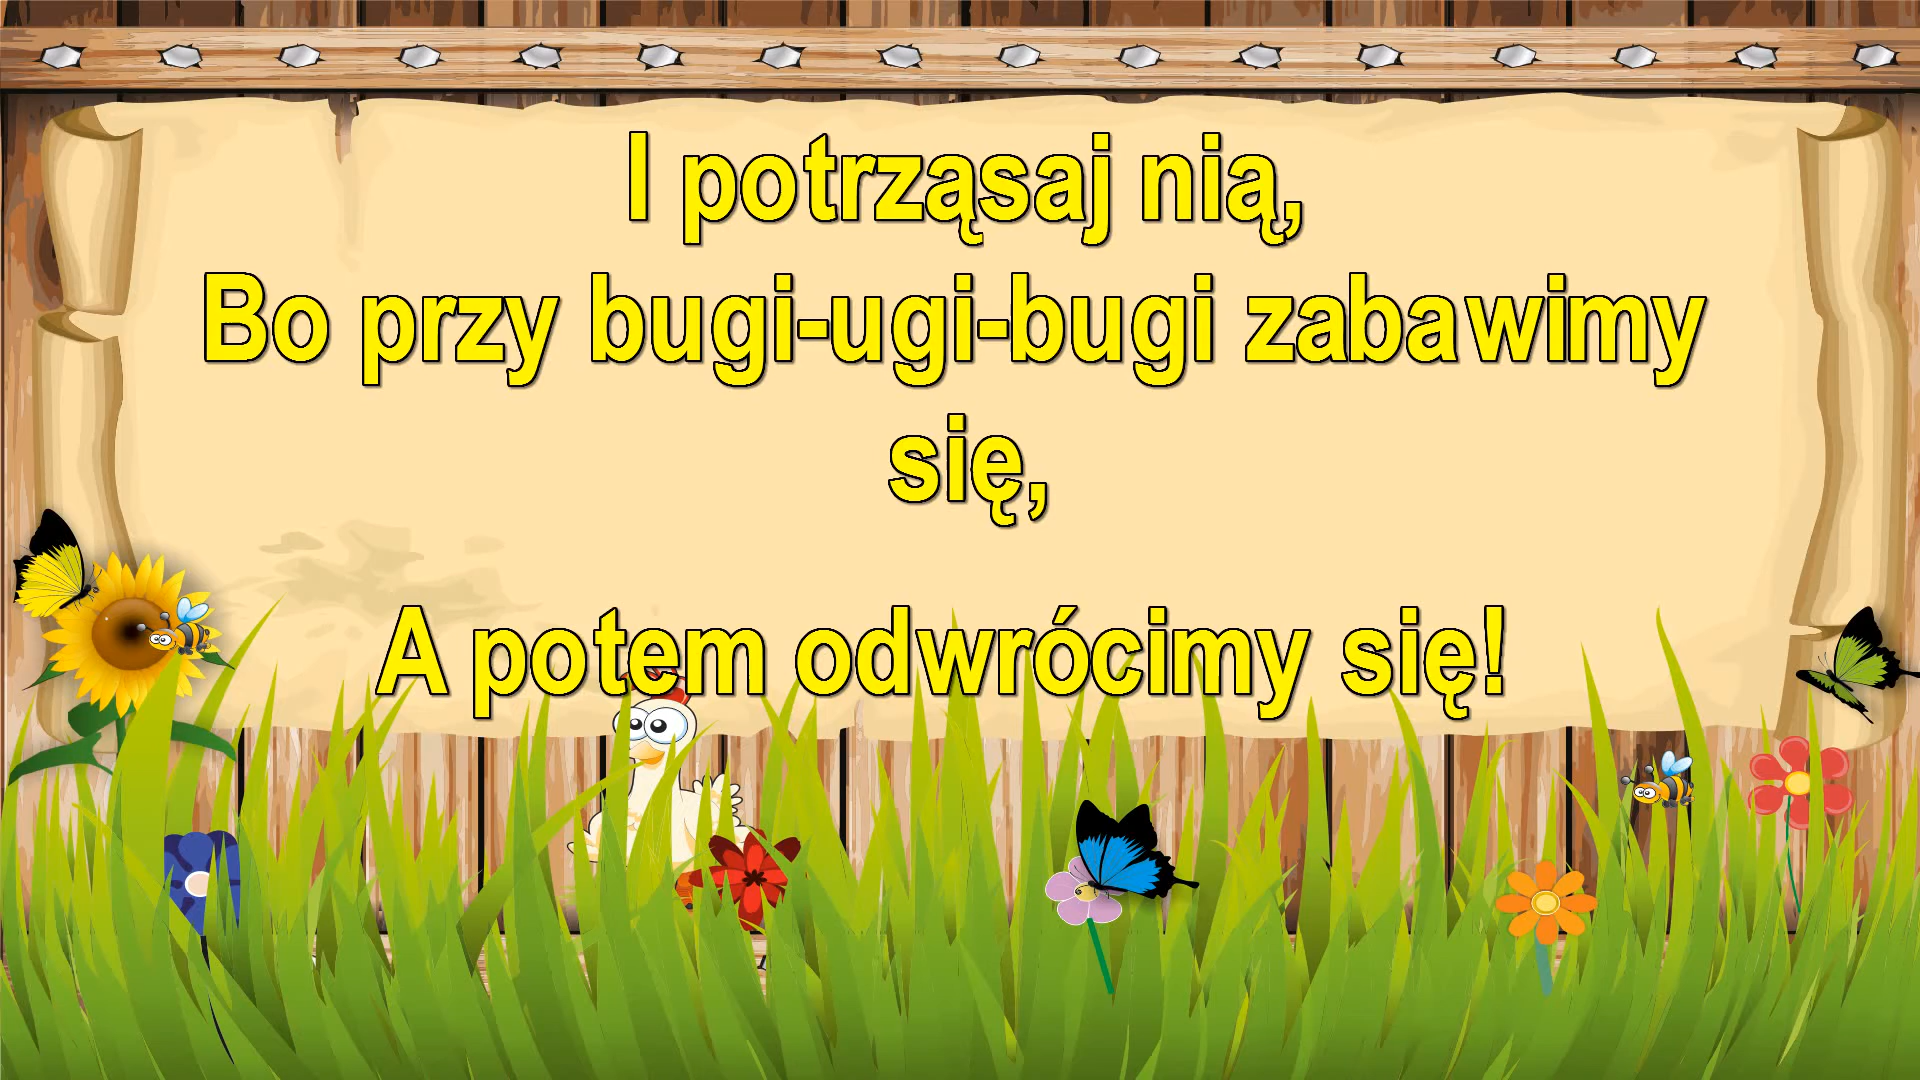 I potrząsaj nią,
Bo przy bugi-ugi-bugi zabawimy
się,
A potem odwrócimy się!